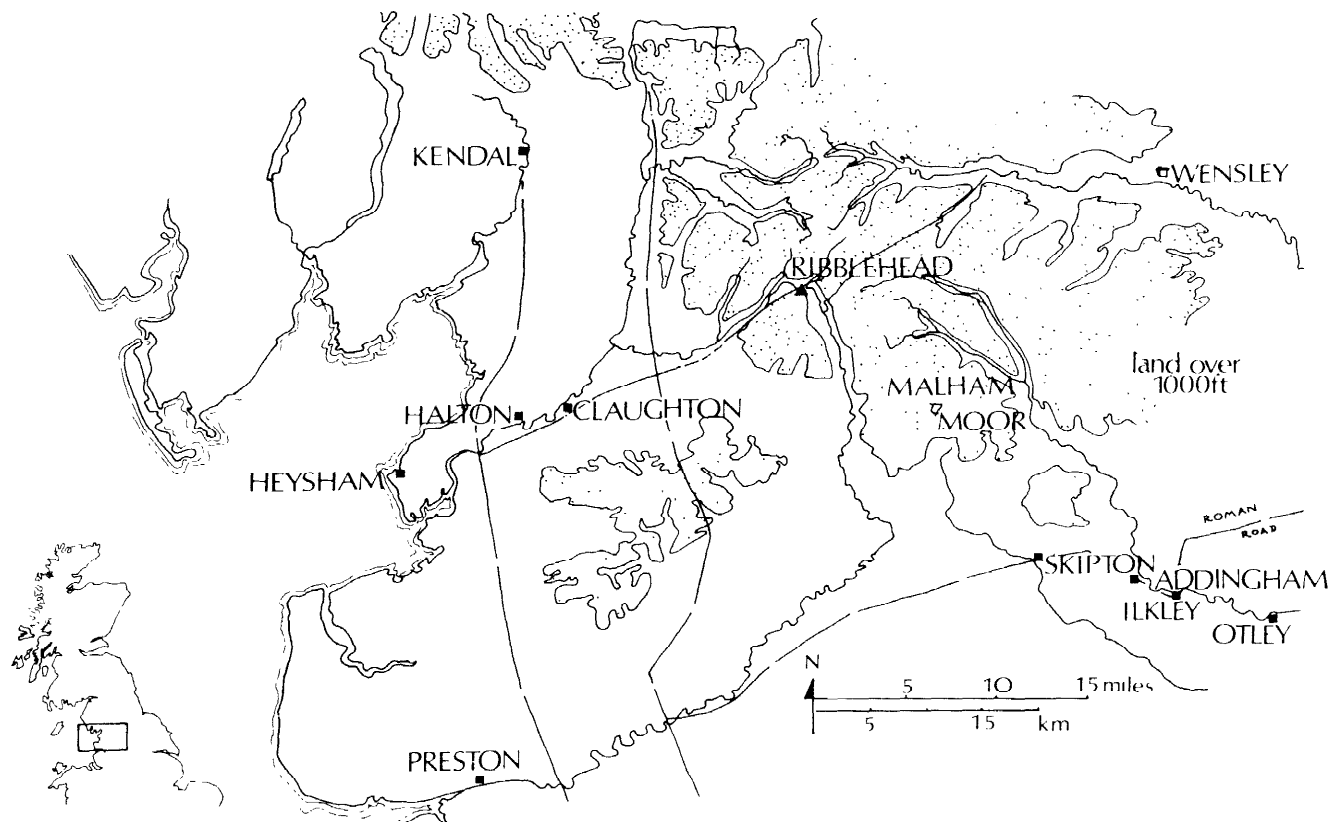 KENDAL
WENSLEY
RIBBLEHEAD
land over
1000ft
MALHAM
MOOR
HALTON
CLAUGHTON
HEYSHAM
ROMAN
ROAD
SKIPTON
ADDINGHAM
ILKLEY
OTLEY
N
5 10 15 miles
5 15 km
PRESTON